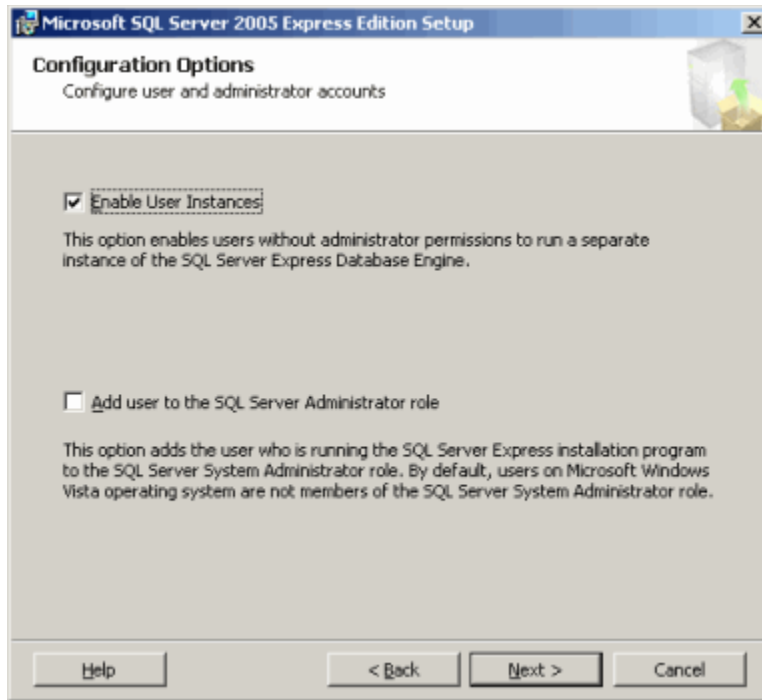 Microsoft SQL Server 2005 Express Edition Setup
Configuration Options
Configure user and administrator accounts
Enable User Instances
This option enables users without administrator permissions to run a separate
instance of the SQL Server Express Database Engine.
Add user to the SQL Server Administrator role
This option adds the user who is running the SQL Server Express installation program
to the SQL Server System Administrator role. By default, users on Microsoft Windows
Vista operating system are not members of the SQL Server System Administrator role.
Help
< Back
Next >
Cancel